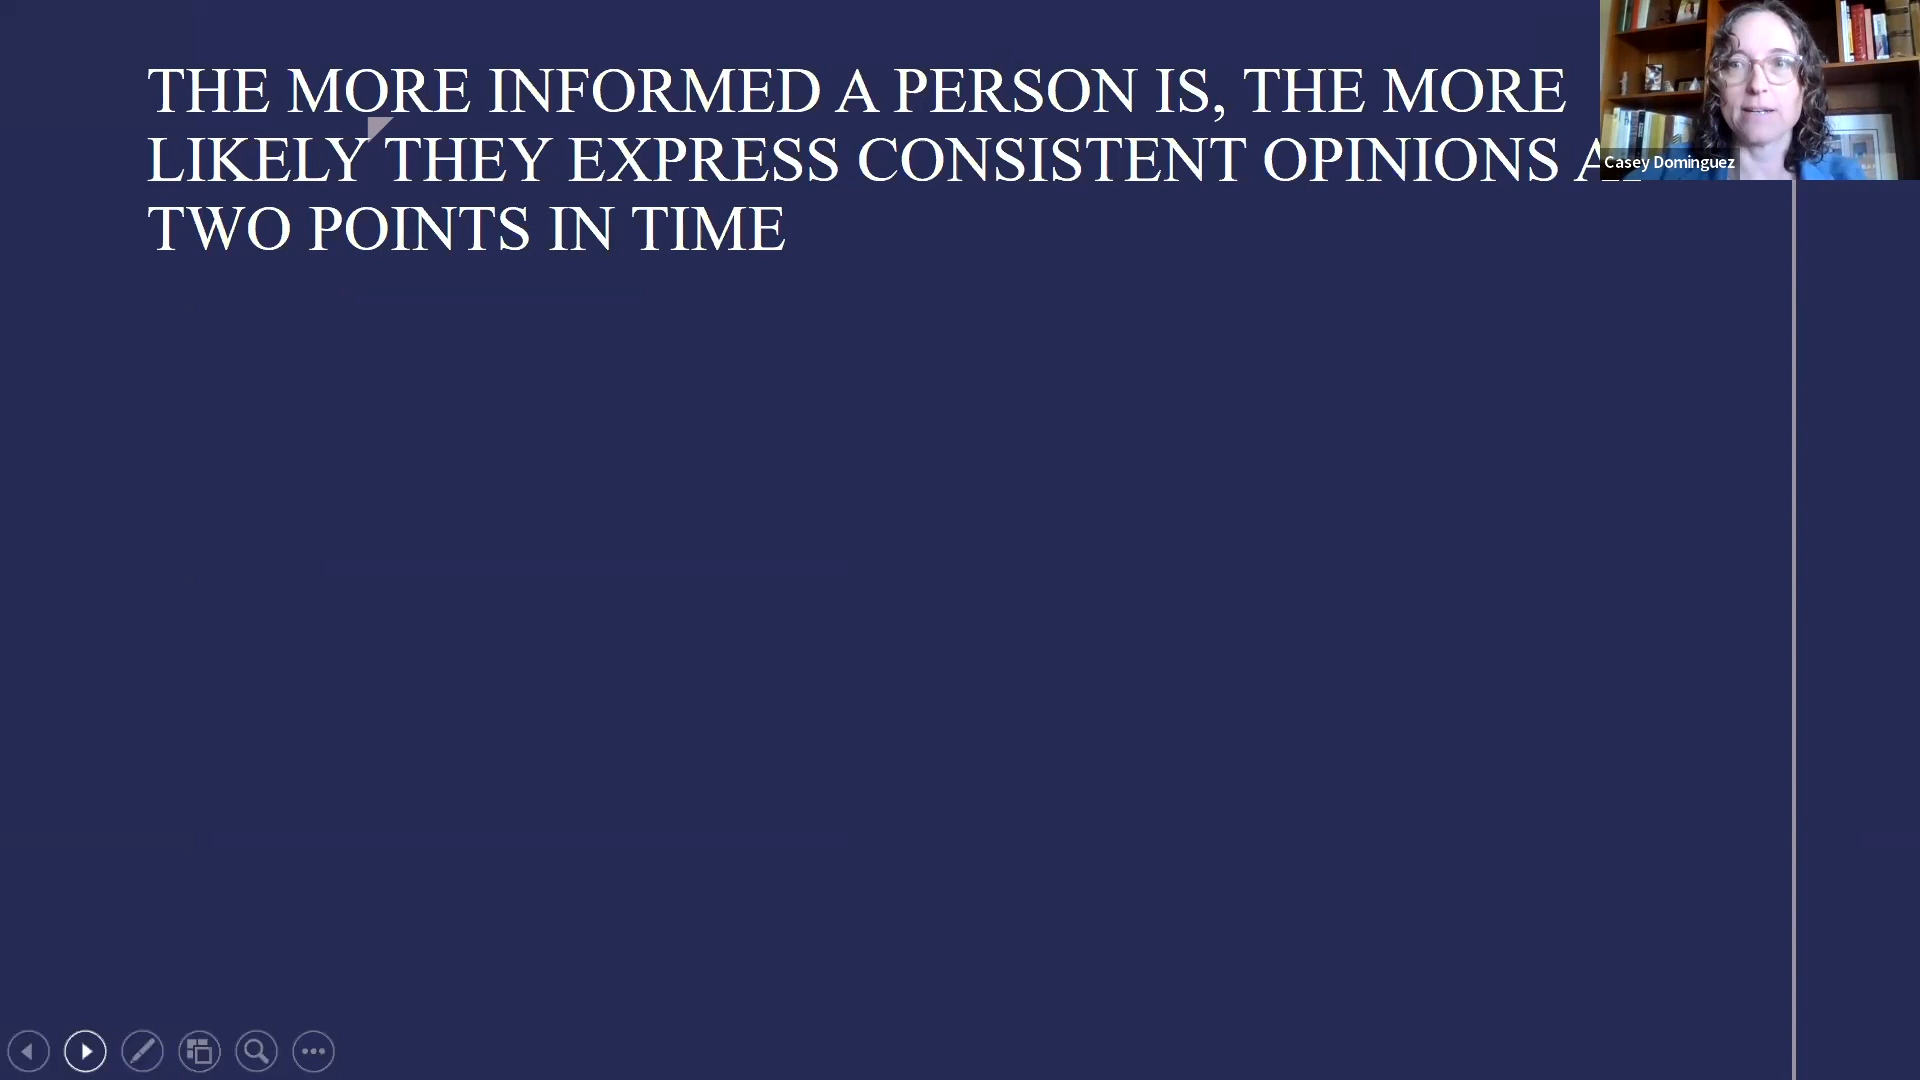 THE MORE INFORMED A PERSON IS, THE MORE
LIKELY THEY EXPRESS CONSISTENT OPINIONS
TWO POINTS IN TIME
Casey Dominguez